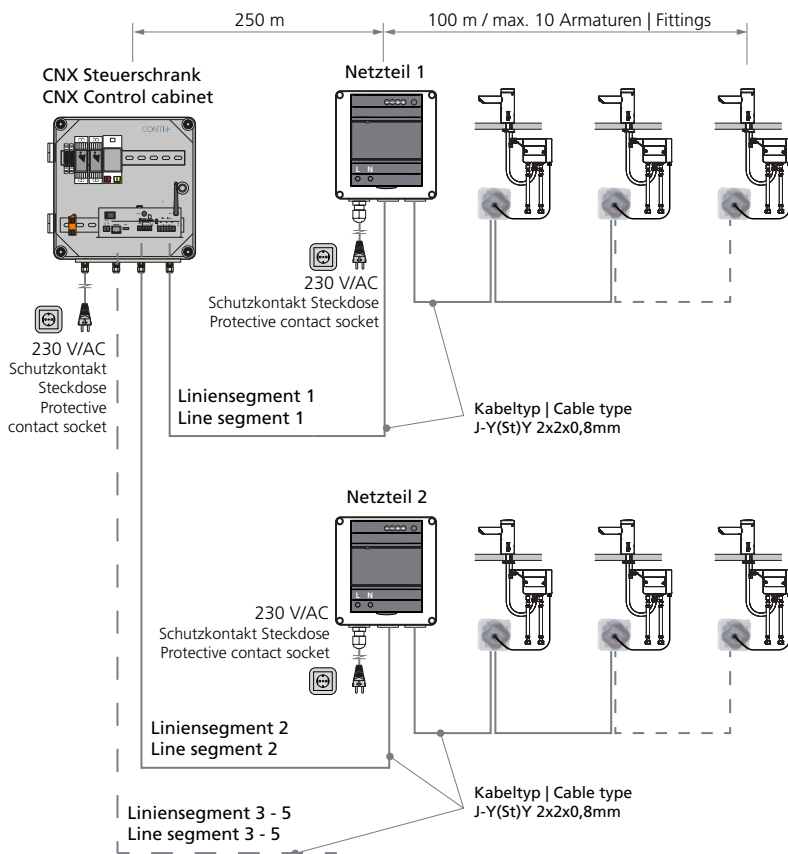 250 m
100 m / max. 10 Armaturen | Fittings
CNX Steuerschrank
CNX Control cabinet
Netzteil 1
CONTI+
L N
230 V/AC
Schutzkontakt Steckdose
Protective contact socket
230 V/AC
Schutzkontakt
Steckdose
Protective
contact socket
Liniensegment 1
Line segment 1
Kabeltyp | Cable type
J-Y(St)Y 2x2x0,8mm
Netzteil 2
L N
230 V/AC
Schutzkontakt Steckdose
Protective contact socket
Liniensegment 2
Line segment 2
Kabeltyp | Cable type
J-Y(St)Y 2x2x0,8mm
Liniensegment 3 - 5
Line segment 3 - 5